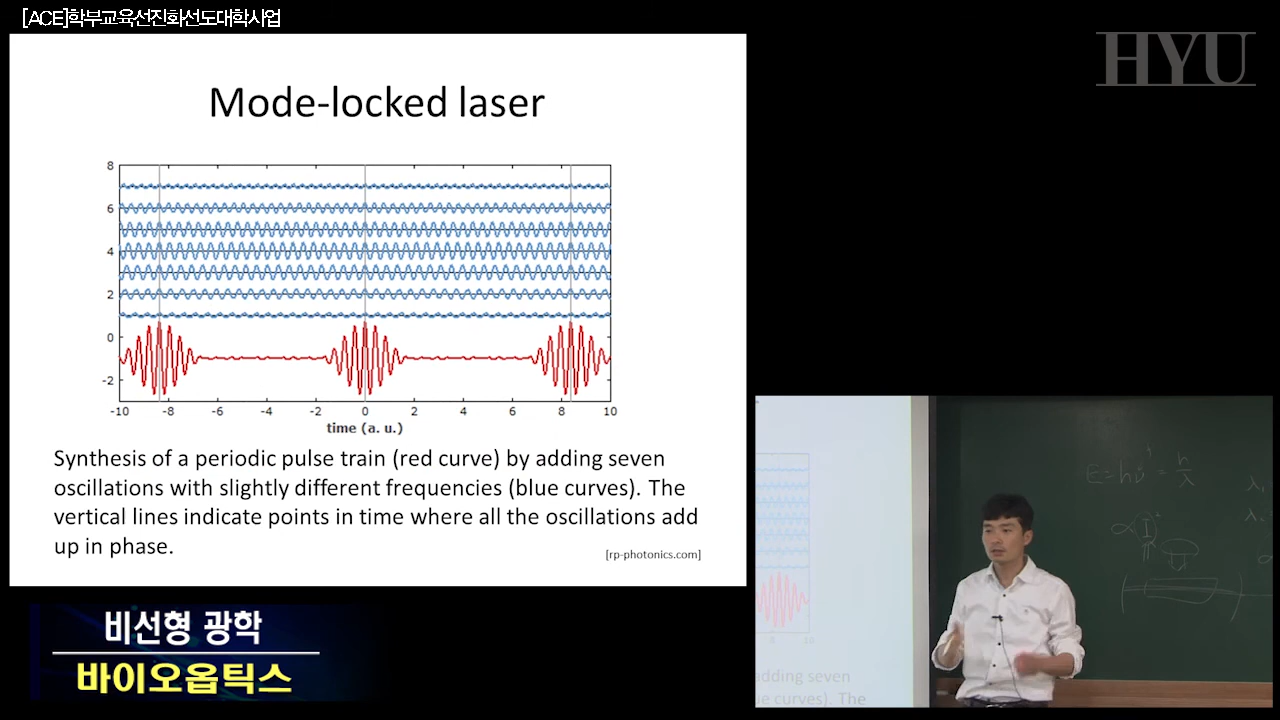 [ACE]학부교육선진화선도대학사업
HYU
Mode-locked laser
8
6
4
2
0
-2
-10 -8 -6 -4 -2 0 2 4 6 8 10
time (a. u.)
Synthesis of a periodic pulse train (red curve) by adding seven
oscillations with slightly different frequencies (blue curves). The
vertical lines indicate points in time where all the oscillations add
up in phase.
[rp-photonics.com]
비선형 광학
바이오옵틱스
adding seven
ue curves). The